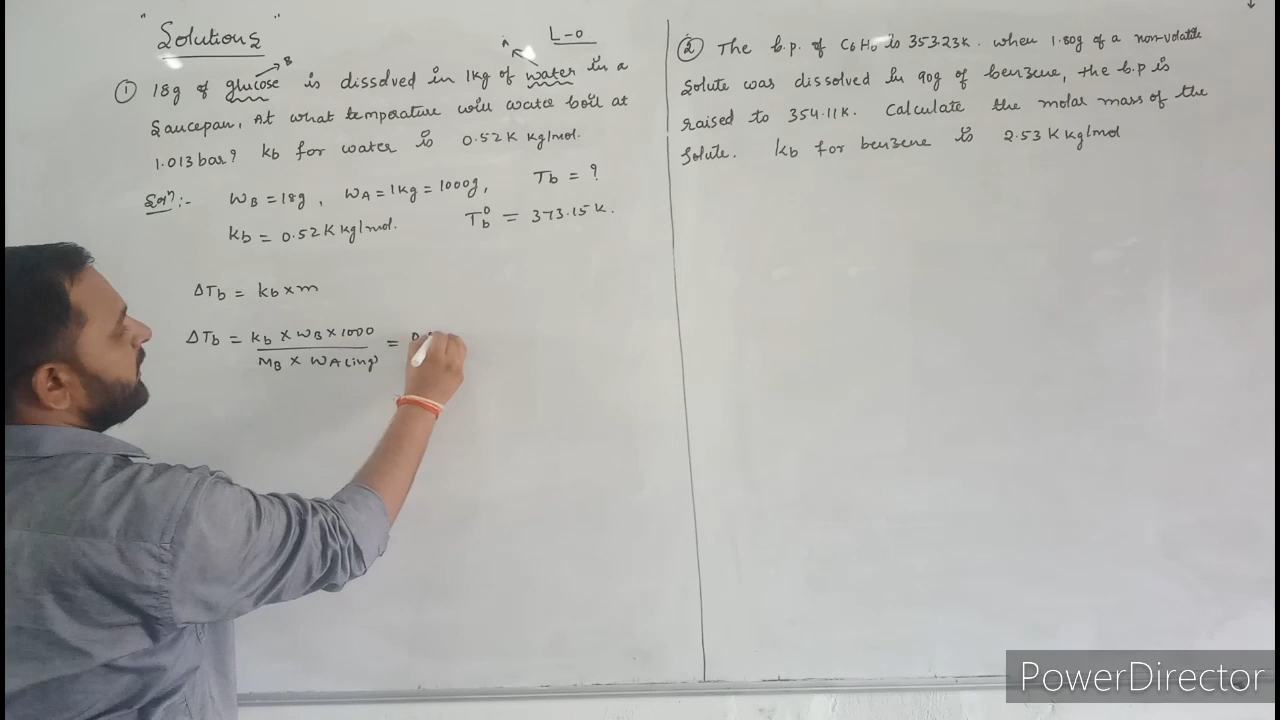 "Solutions"
L-0
① 18g of glucose is dissolved in 1kg of water in a
B
A
Saucepan, At what temperature will water boil at
1.013 bar? kb for water is 0.52 K kg/mol.
Solⁿ:- WB = 18g, WA = 1kg = 1000g, Tb = ?
kb = 0.52 K kg/mol. Tb° = 373.15 K.
ΔTb = kb × m
ΔTb = kb × WB × 1000 =
MB × WA (ing)
② The b.p. of C6H6 is 353.23K. when 1.80g of a non-volatile
Solute was dissolved in 90g of benzene, the b.p is
raised to 354.11K. Calculate the molar mass of the
Solute. kb for benzene is 2.53 K kg/mol
PowerDirector